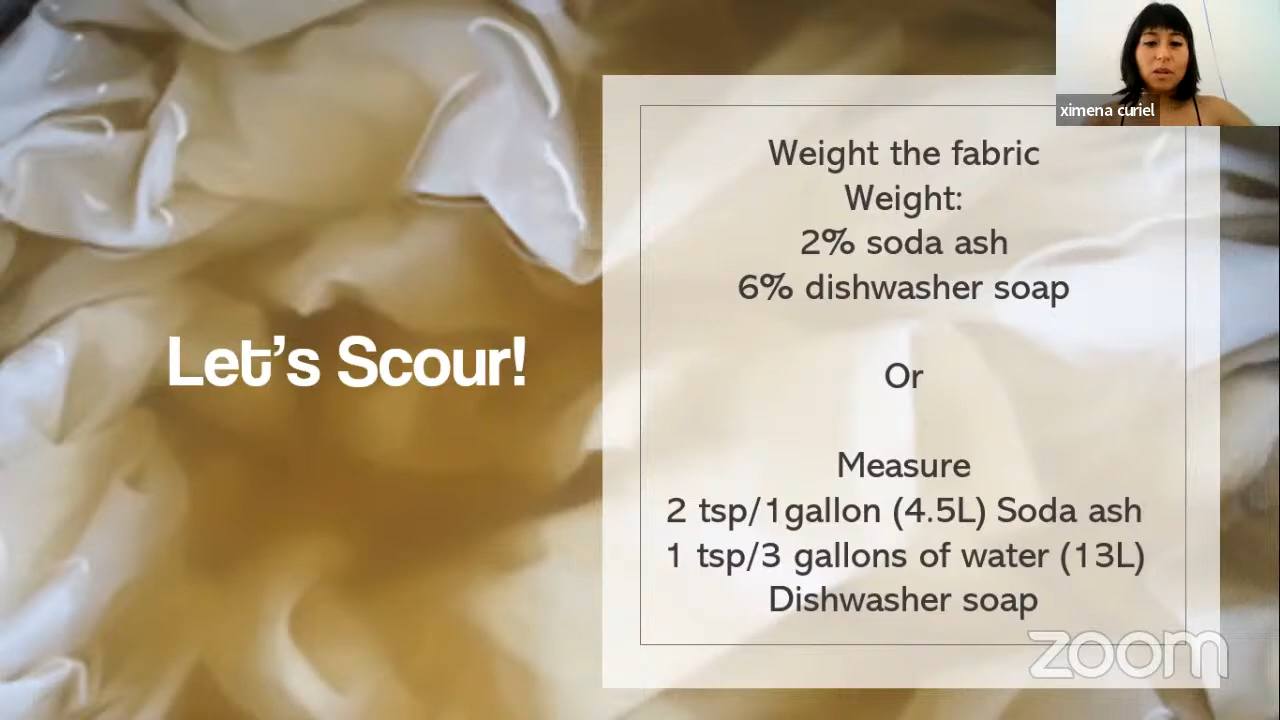 ximena curiel
Weight the fabric
Weight:
2% soda ash
6% dishwasher soap
Or
Let's Scour!
Measure
2 tsp/1gallon (4.5L) Soda ash
1 tsp/3 gallons of water (13L)
Dishwasher soap
zoom